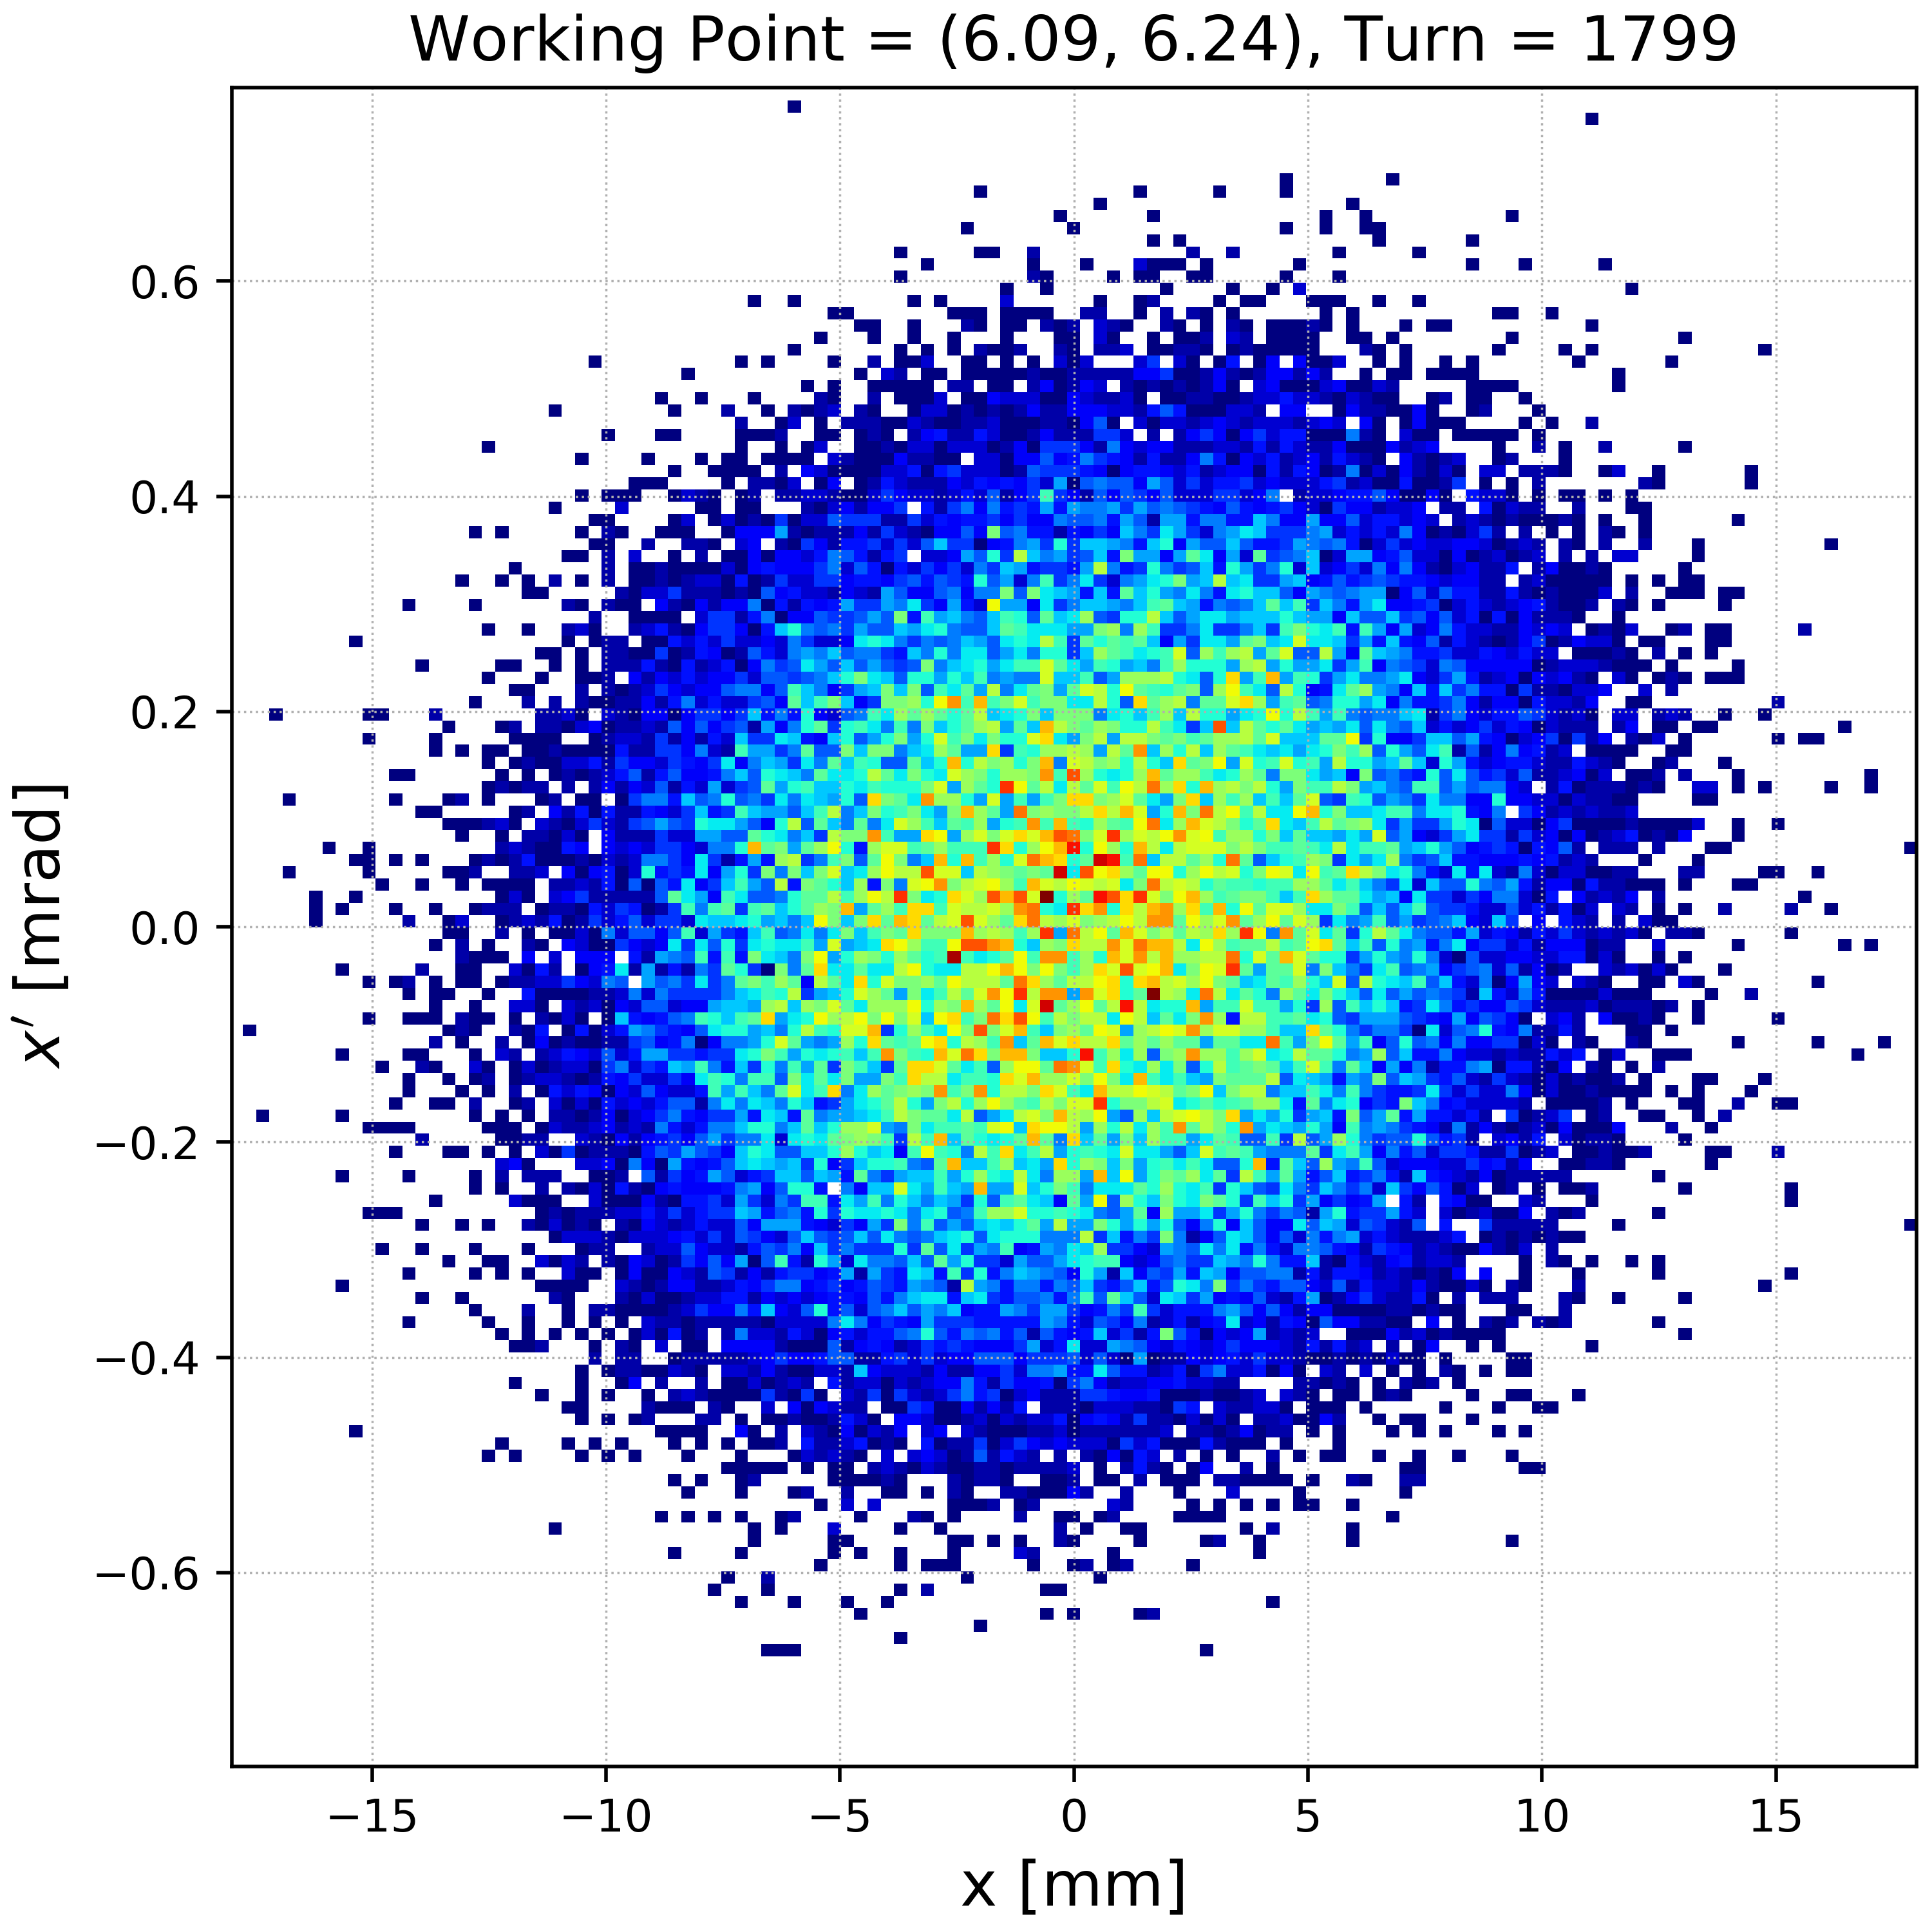 Working Point = (6.09, 6.24), Turn = 1799
x′ [mrad]
0.6
0.4
0.2
0.0
−0.2
−0.4
−0.6
−15 −10 −5 0 5 10 15
x [mm]